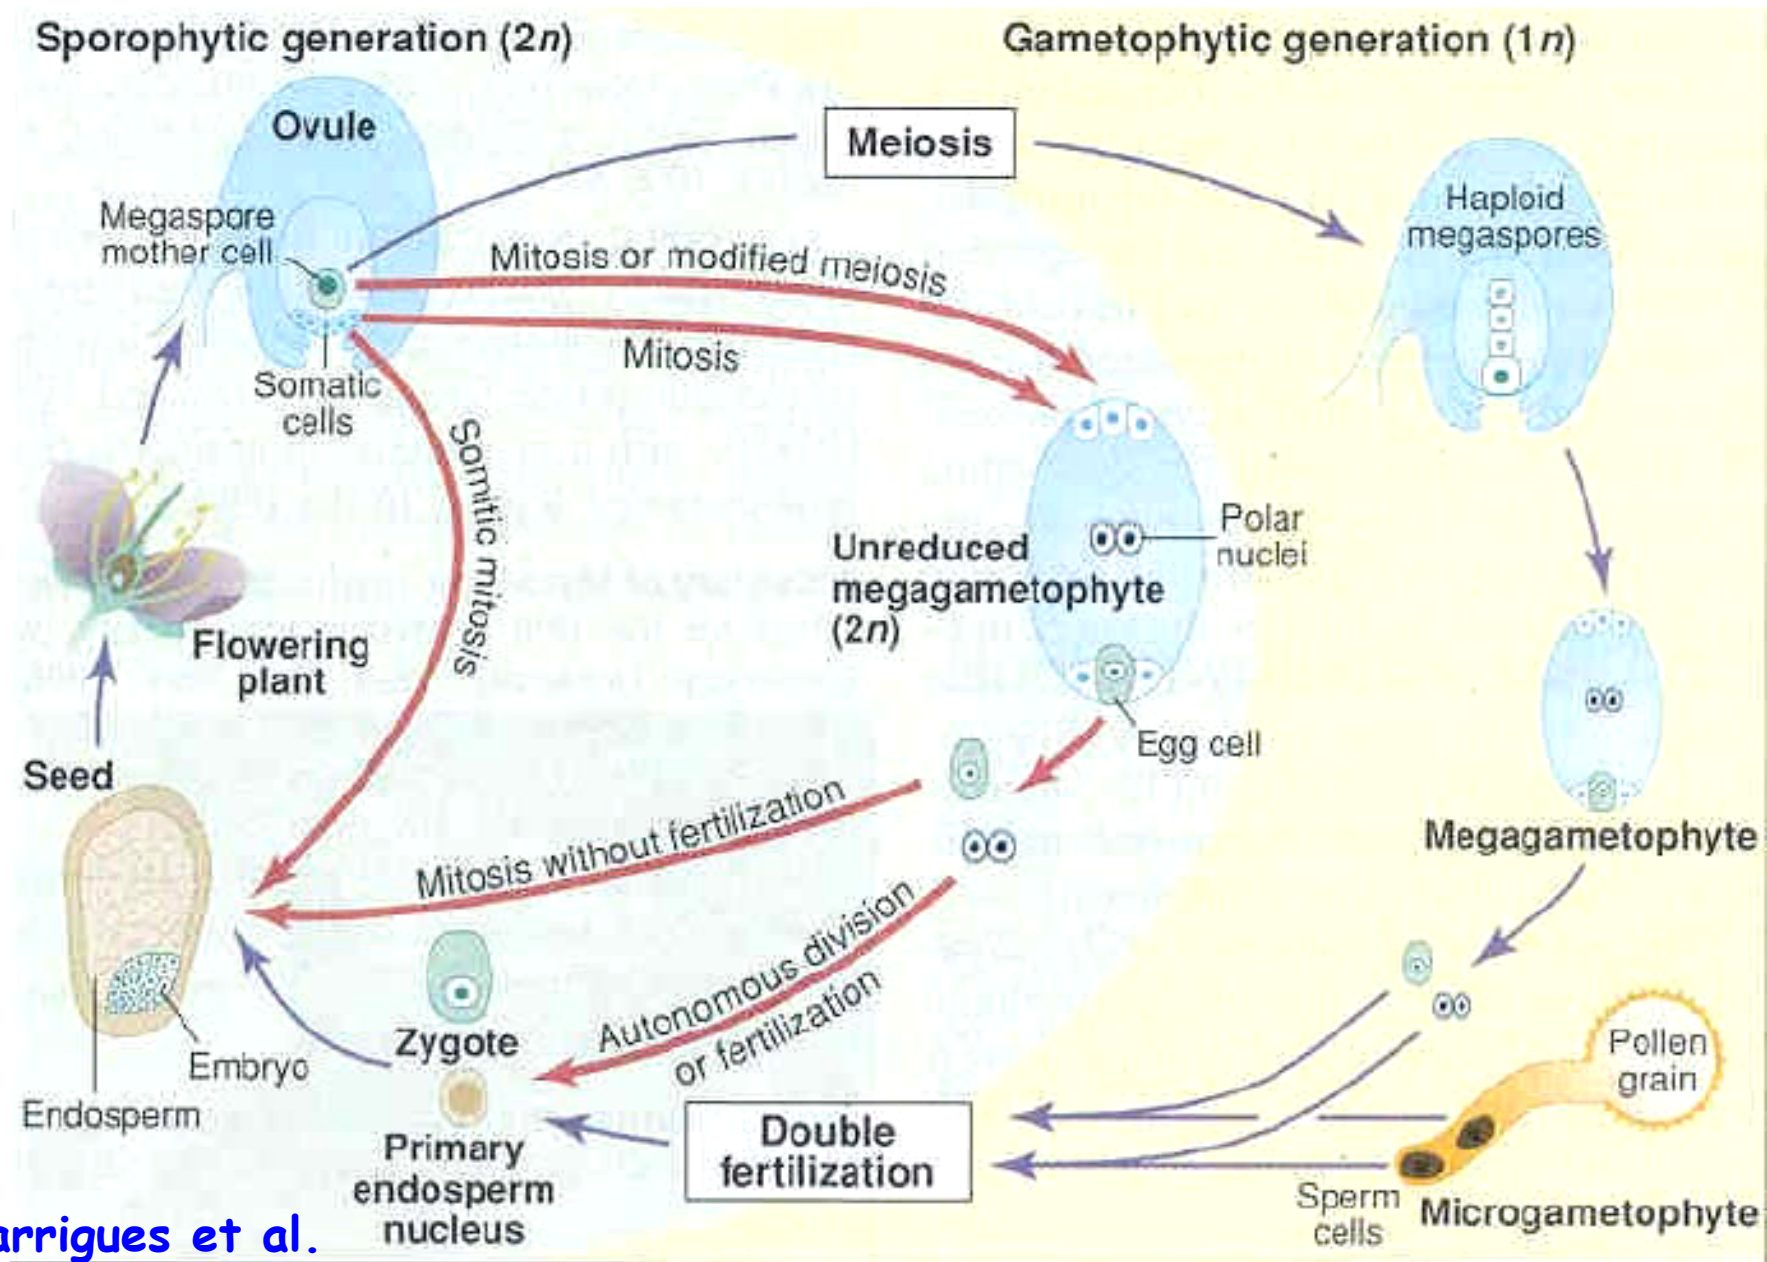 Sporophytic generation (2n)
Gametophytic generation (1n)
Ovule
Meiosis
Megaspore
mother cell
Haploid
megaspores
Mitosis or modified meiosis
Mitosis
Somatic
cells
Somitic mitosis
Polar
nuclei
Unreduced
megagametophyte
(2n)
Flowering
plant
Egg cell
Seed
Mitosis without fertilization
Megagametophyte
Autonomous division
or fertilization
Zygote
Embryo
Endosperm
Pollen
grain
Primary
endosperm
nucleus
Double
fertilization
Sperm
cells
Microgametophyte
arrigues et al.